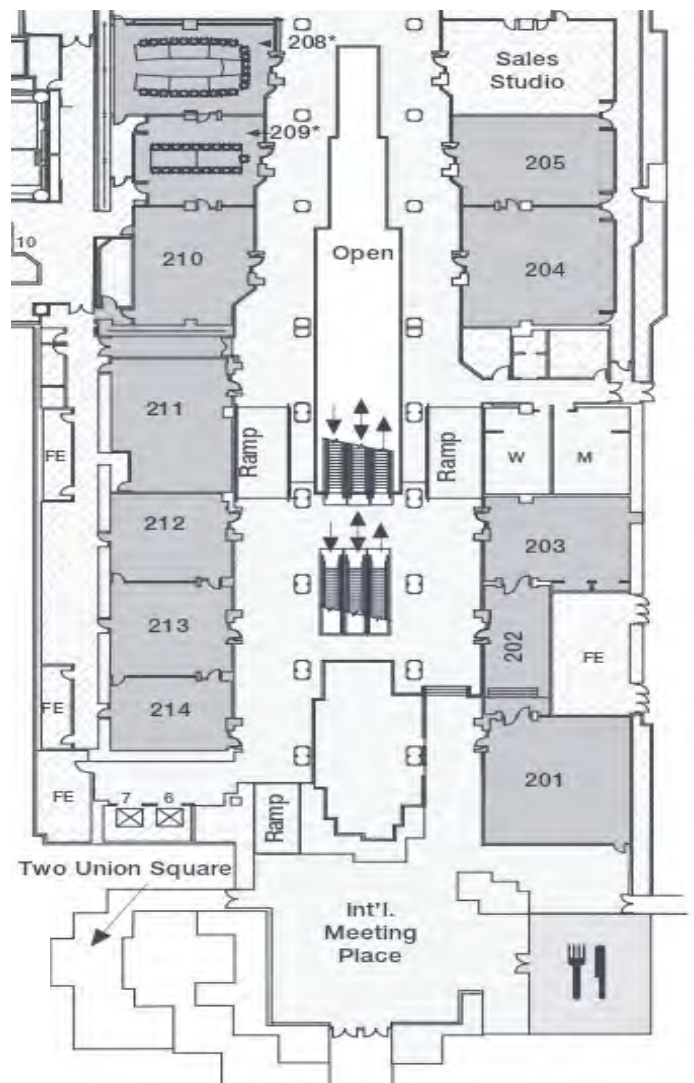 208*
Sales
Studio
209*
205
10
210
Open
204
211
FE
Ramp
Ramp
W
M
212
203
213
202
FE
FE
214
201
FE
7
6
Ramp
Two Union Square
Int'l.
Meeting
Place